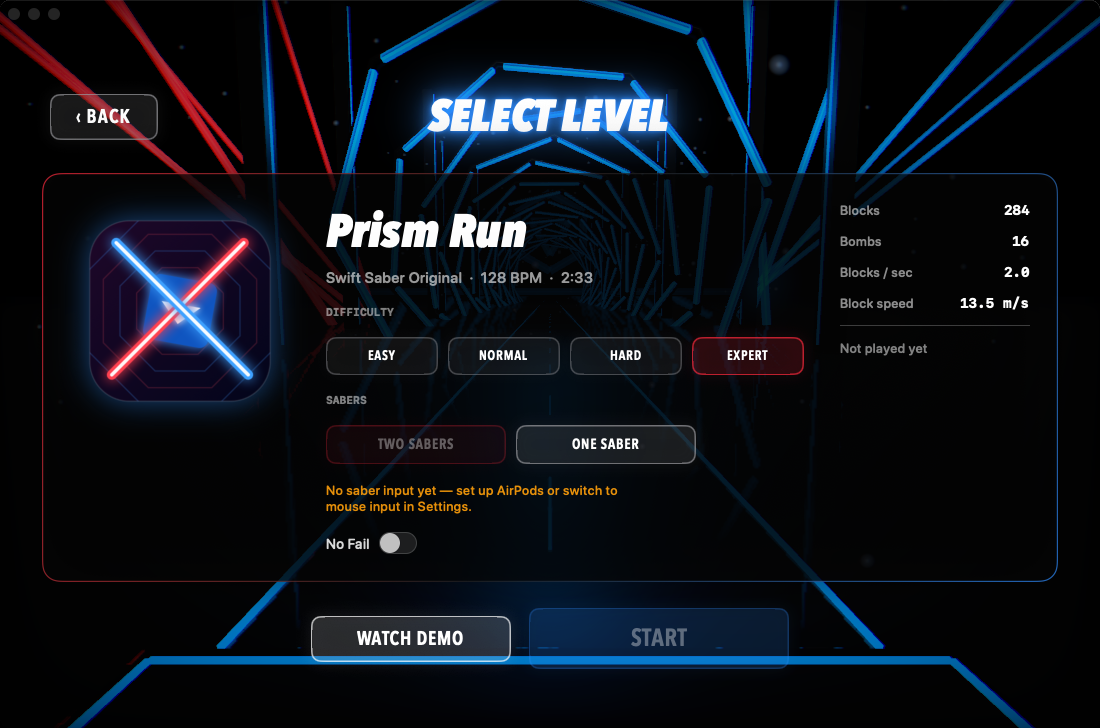 ‹ BACK
SELECT LEVEL
Prism Run
Swift Saber Original · 128 BPM · 2:33
DIFFICULTY
EASY
NORMAL
HARD
EXPERT
SABERS
TWO SABERS
ONE SABER
No saber input yet — set up AirPods or switch to
mouse input in Settings.
No Fail
Blocks 284
Bombs 16
Blocks / sec 2.0
Block speed 13.5 m/s
Not played yet
WATCH DEMO
START